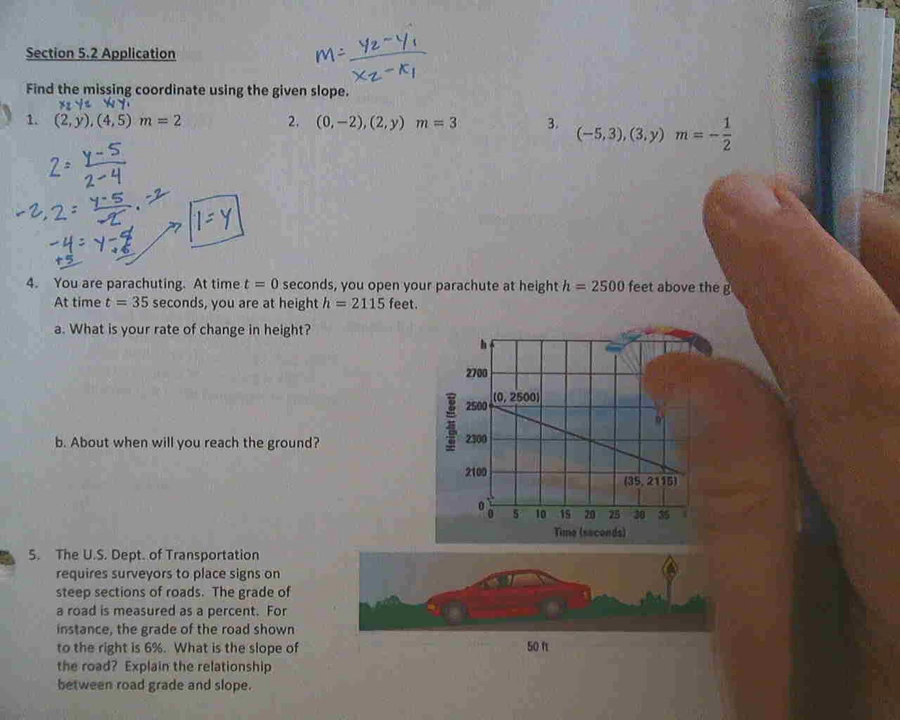 Section 5.2 Application
m = y2 - y1 / x2 - x1
Find the missing coordinate using the given slope.
x2 y2 x1 y1
1. (2, y), (4, 5) m = 2
2. (0, −2), (2, y) m = 3
3. (−5, 3), (3, y) m = − 1/2
2 = y-5 / 2-4
-2 · 2 = y-5 / -2 · -2
-4 = y-5
+5 +5
1 = y
4. You are parachuting. At time t = 0 seconds, you open your parachute at height h = 2500 feet above the
At time t = 35 seconds, you are at height h = 2115 feet.
a. What is your rate of change in height?
h
2700
2500
2300
2100
0
Height (feet)
(0, 2500)
(35, 2115)
0 5 10 15 20 25 30 35
Time (seconds)
b. About when will you reach the ground?
5. The U.S. Dept. of Transportation
requires surveyors to place signs on
steep sections of roads. The grade of
a road is measured as a percent. For
instance, the grade of the road shown
to the right is 6%. What is the slope of
the road? Explain the relationship
between road grade and slope.
50 ft